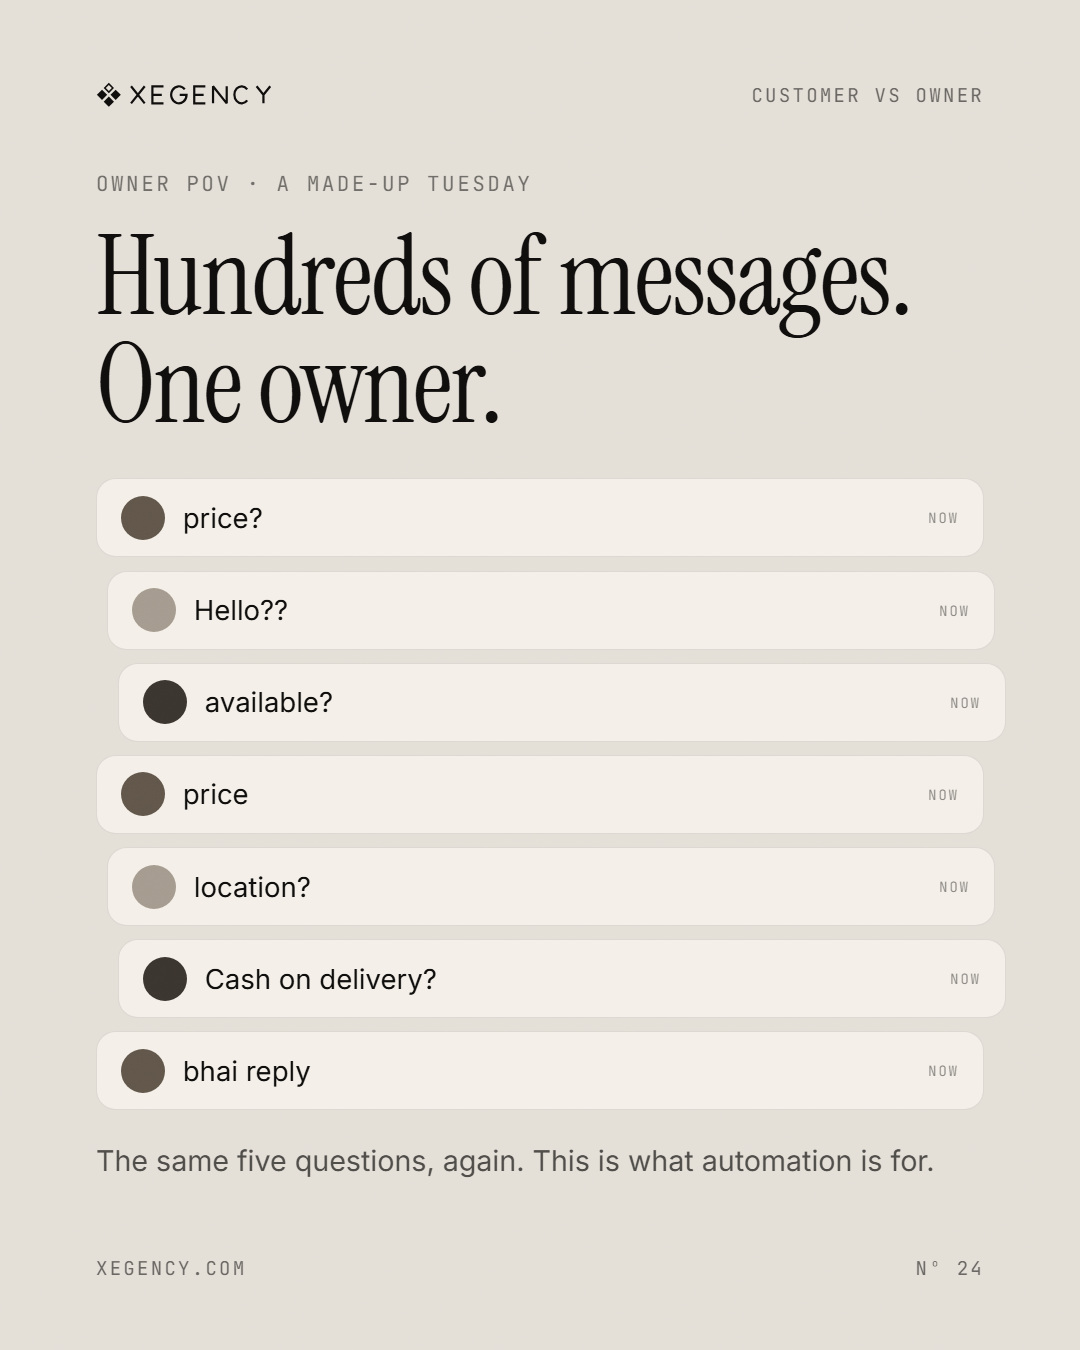 XEGENCY
CUSTOMER VS OWNER
OWNER POV · A MADE-UP TUESDAY
Hundreds of messages.
One owner.
price? NOW
Hello?? NOW
available? NOW
price NOW
location? NOW
Cash on delivery? NOW
bhai reply NOW
The same five questions, again. This is what automation is for.
XEGENCY.COM
N° 24